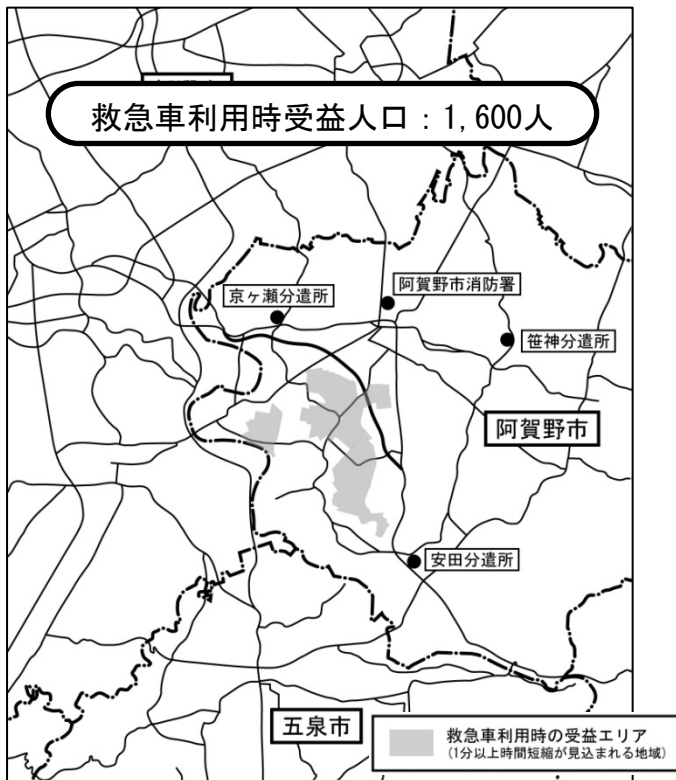 救急車利用時受益人口：1,600人
阿賀野市消防署
京ヶ瀬分遣所
笹神分遣所
阿賀野市
安田分遣所
五泉市
救急車利用時の受益エリア
（1分以上時間短縮が見込まれる地域）